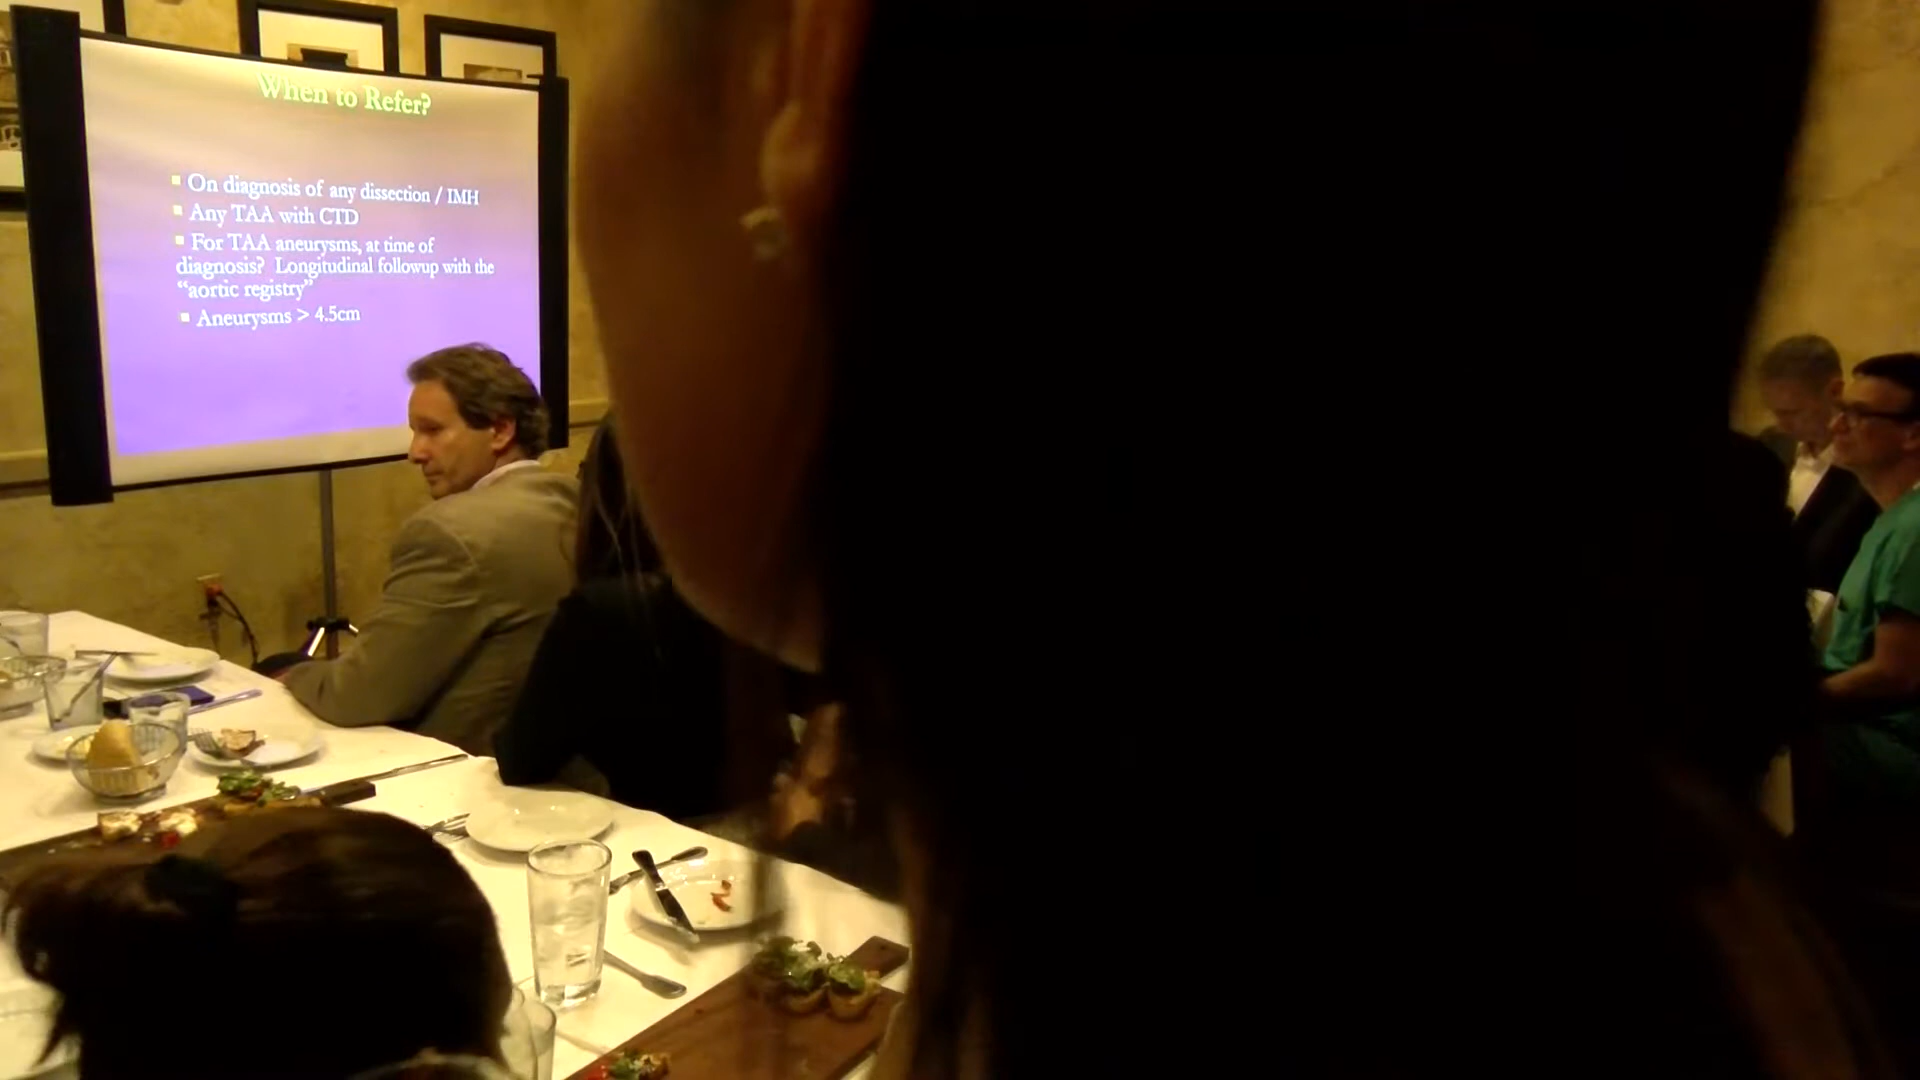 When to Refer?
On diagnosis of any dissection / IMH
Any TAA with CTD
For TAA aneurysms, at time of
diagnosis? Longitudinal followup with the
“aortic registry”
Aneurysms > 4.5cm